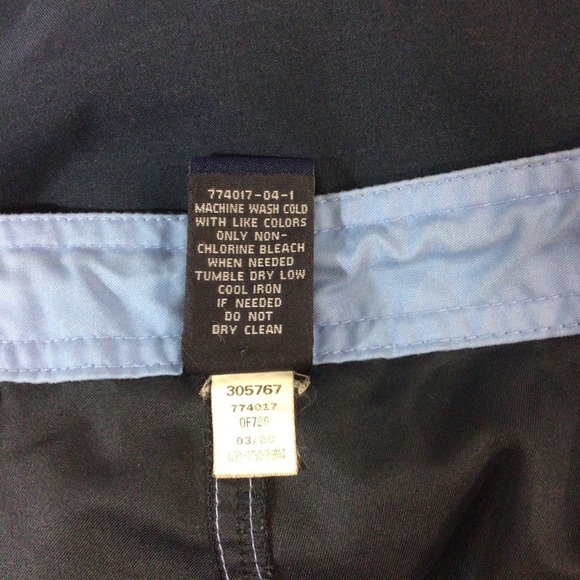 774017-04-1
MACHINE WASH COLD
WITH LIKE COLORS
ONLY NON-
CHLORINE BLEACH
WHEN NEEDED
TUMBLE DRY LOW
COOL IRON
IF NEEDED
DO NOT
DRY CLEAN
305767
774017
03/00